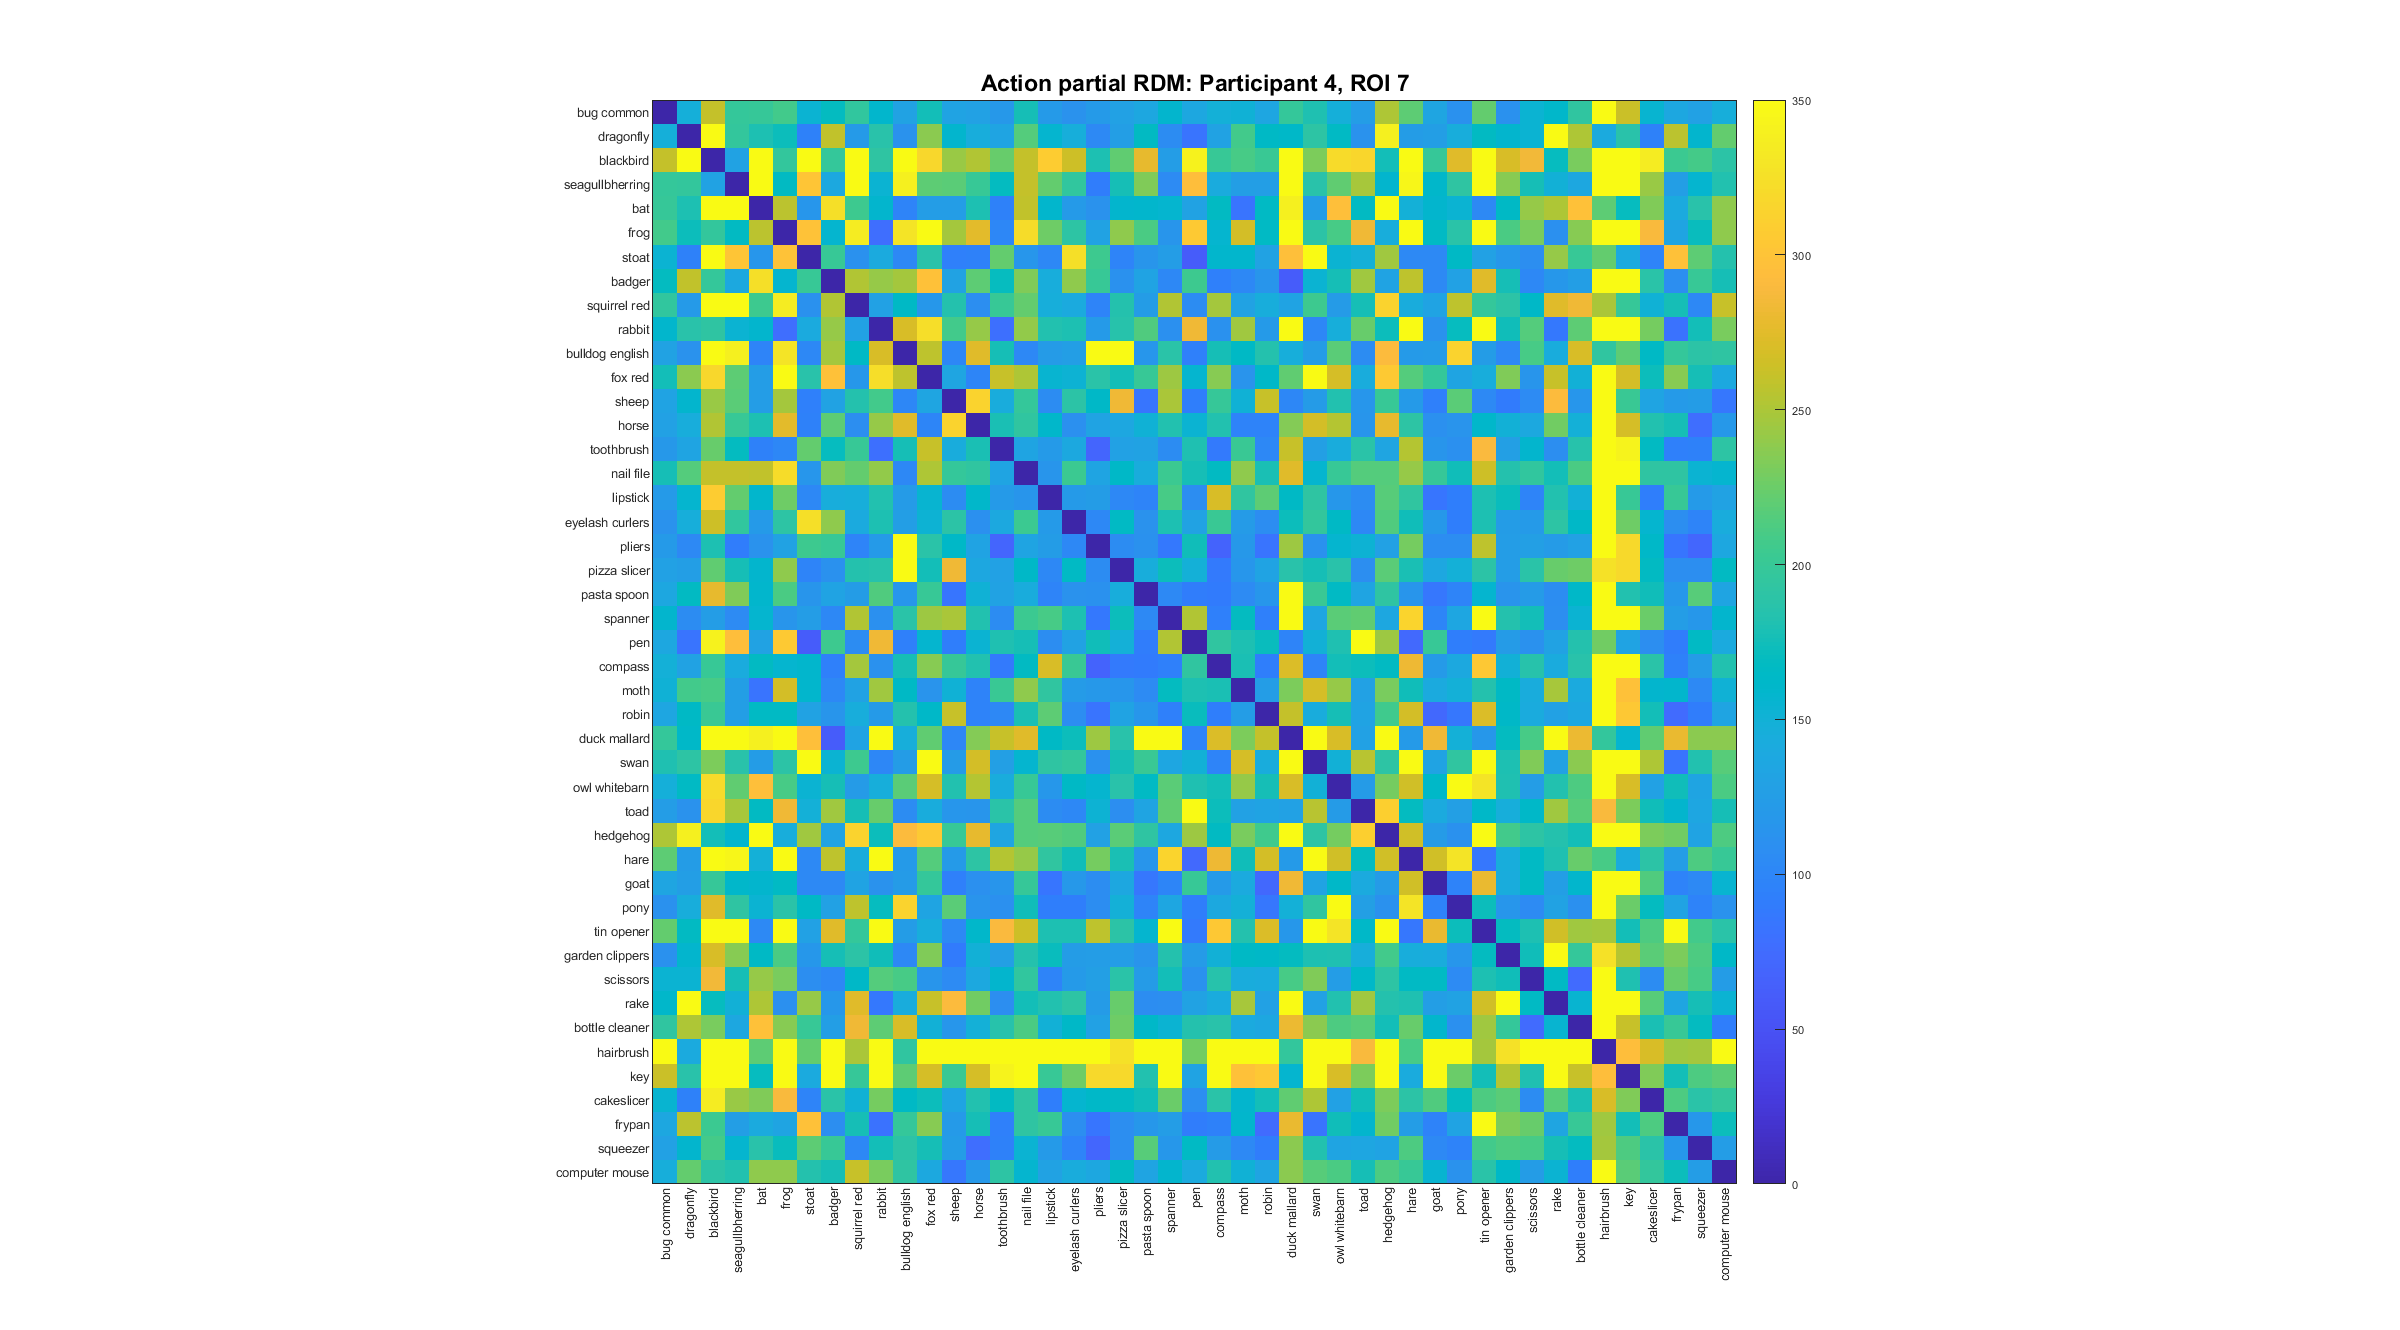 Action partial RDM: Participant 4, ROI 7
bug common
dragonfly
blackbird
seagullbherring
bat
frog
stoat
badger
squirrel red
rabbit
bulldog english
fox red
sheep
horse
toothbrush
nail file
lipstick
eyelash curlers
pliers
pizza slicer
pasta spoon
spanner
pen
compass
moth
robin
duck mallard
swan
owl whitebarn
toad
hedgehog
hare
goat
pony
tin opener
garden clippers
scissors
rake
bottle cleaner
hairbrush
key
cakeslicer
frypan
squeezer
computer mouse
bug common
dragonfly
blackbird
seagullbherring
bat
frog
stoat
badger
squirrel red
rabbit
bulldog english
fox red
sheep
horse
toothbrush
nail file
lipstick
eyelash curlers
pliers
pizza slicer
pasta spoon
spanner
pen
compass
moth
robin
duck mallard
swan
owl whitebarn
toad
hedgehog
hare
goat
pony
tin opener
garden clippers
scissors
rake
bottle cleaner
hairbrush
key
cakeslicer
frypan
squeezer
computer mouse
350
300
250
200
150
100
50
0